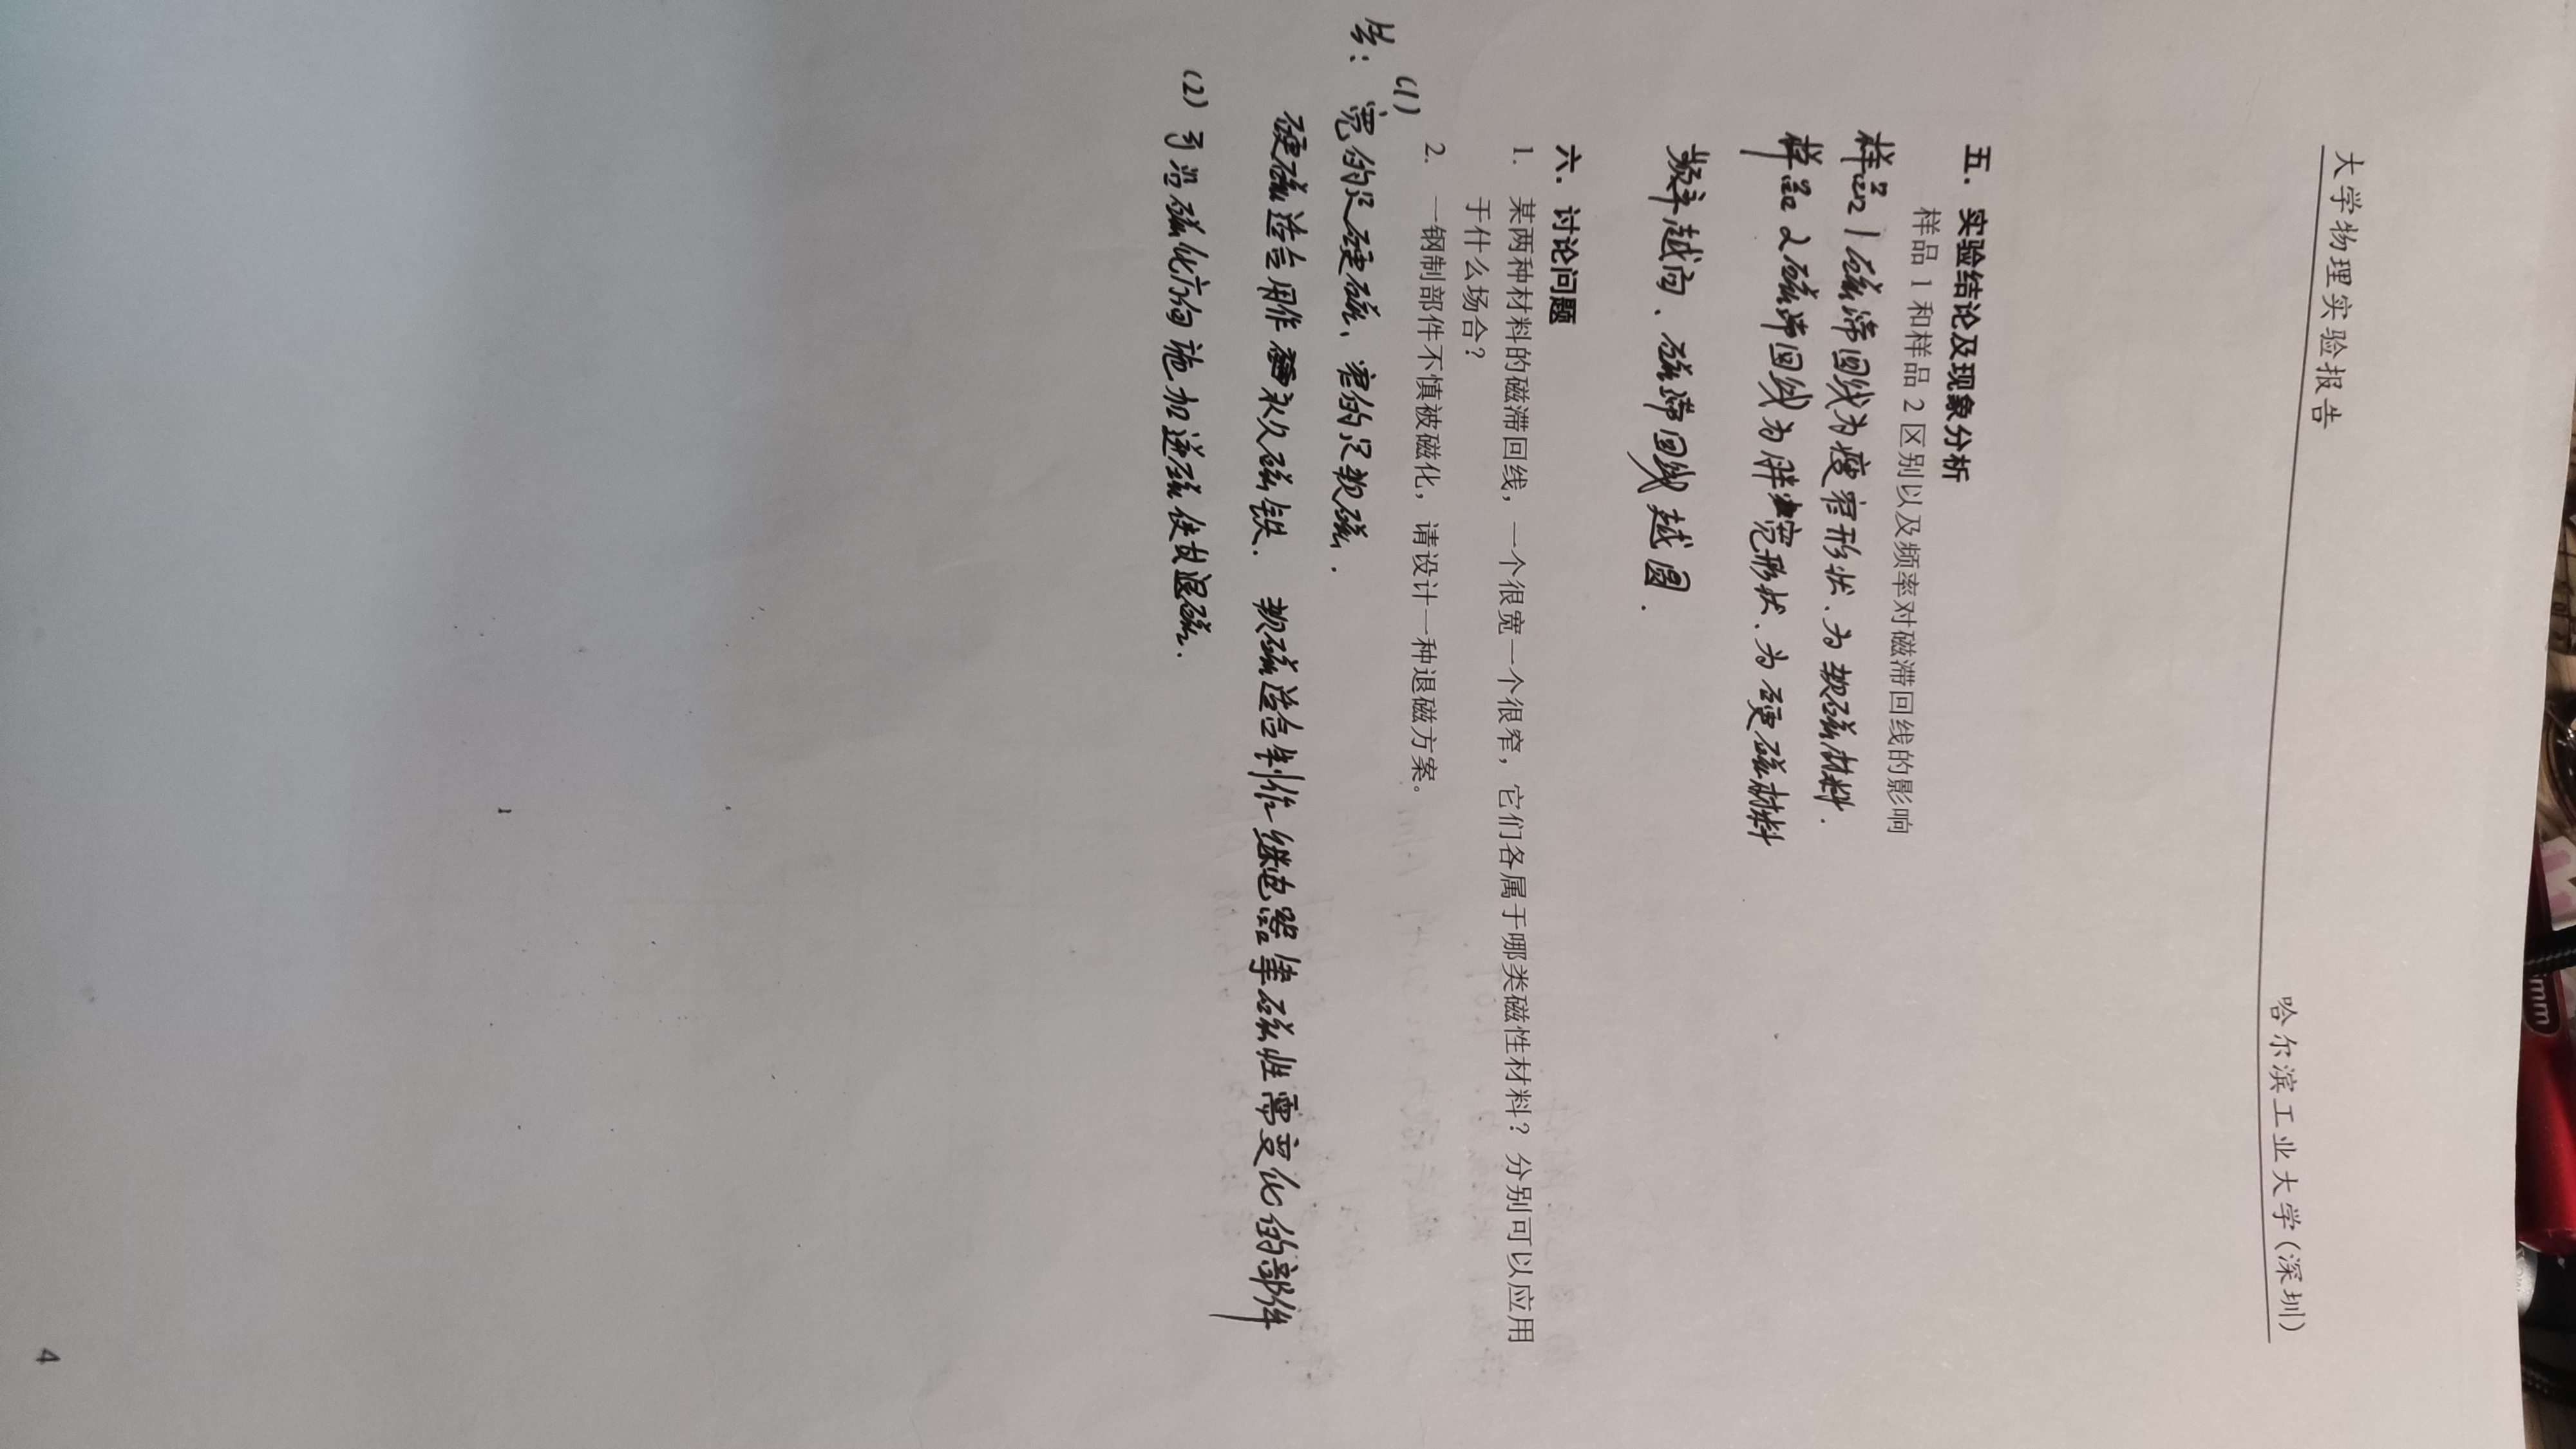 mm
大学物理实验报告
哈尔滨工业大学(深圳)
五. 实验结论及现象分析
样品 1 和样品 2 区别以及频率对磁滞回线的影响
样品1磁滞回线为瘦窄形状、为软磁材料.
样品2磁滞回线为胖宽形状、为硬磁材料
频率越高、磁滞回线越圆.
六. 讨论问题
1. 某两种材料的磁滞回线，一个很宽一个很窄，它们各属于哪类磁性材料？分别可以应用
于什么场合？
2. 一钢制部件不慎被磁化，请设计一种退磁方案。
(1)
答: 宽的是硬磁、窄的是软磁.
硬磁适合用作永久磁铁. 软磁适合制作继电器等磁性需变化的部件
(2) 可沿磁化方向施加逆磁使其退磁.
4